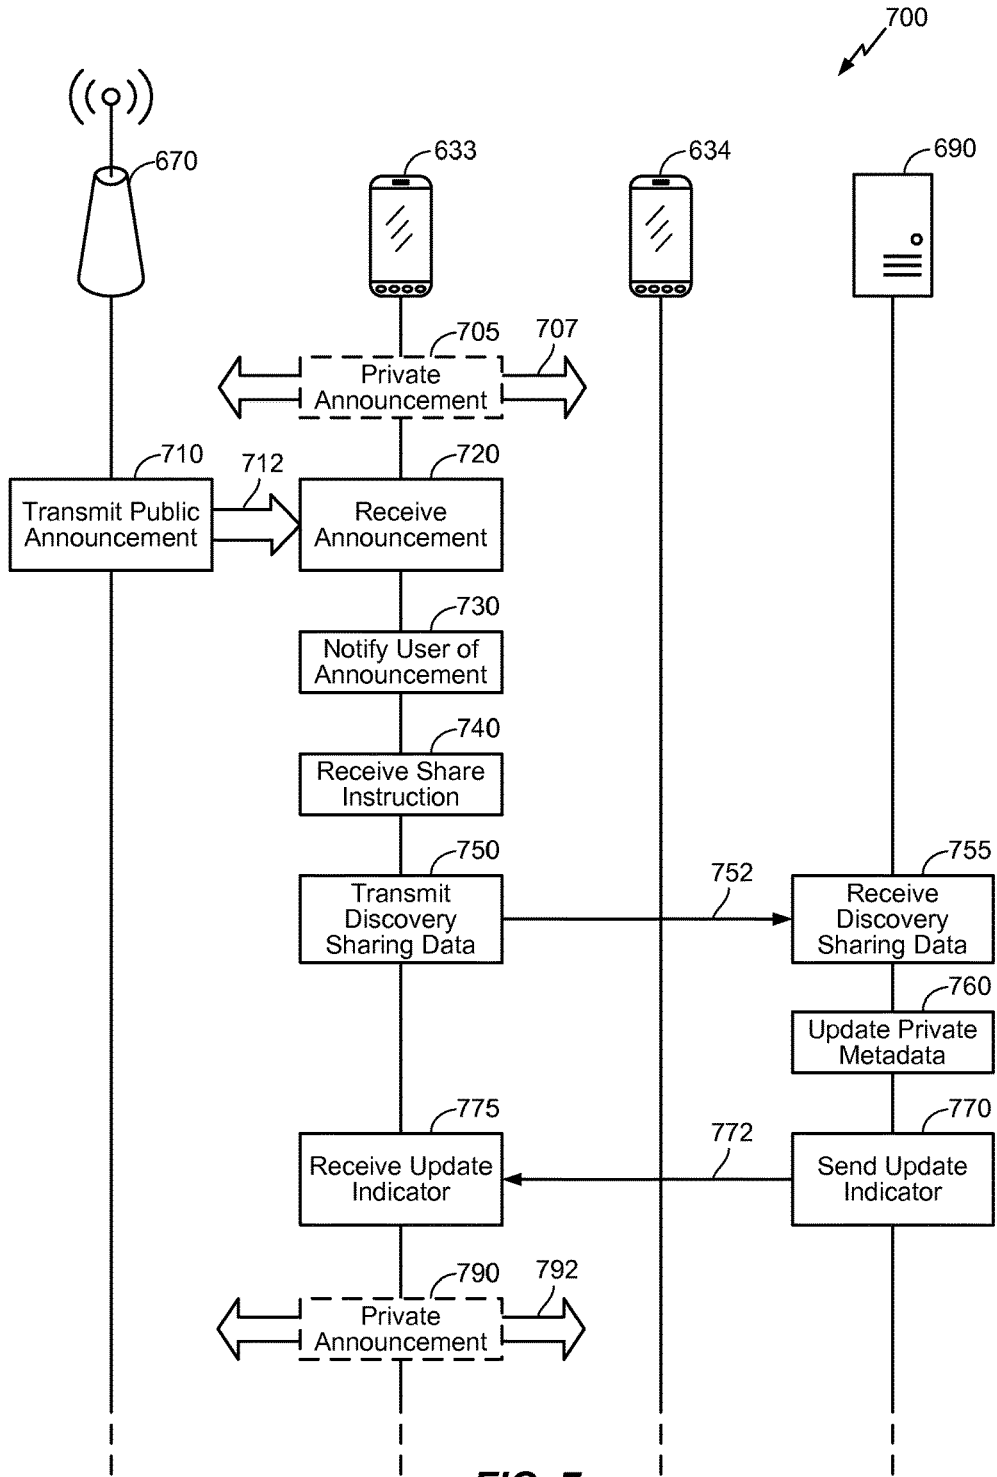 700
670
633
634
690
705
707
Private
Announcement
710
712
720
Transmit Public
Announcement
Receive
Announcement
730
Notify User of
Announcement
740
Receive Share
Instruction
750
752
755
Transmit
Discovery
Sharing Data
Receive
Discovery
Sharing Data
760
Update Private
Metadata
775
772
770
Receive Update
Indicator
Send Update
Indicator
790
792
Private
Announcement